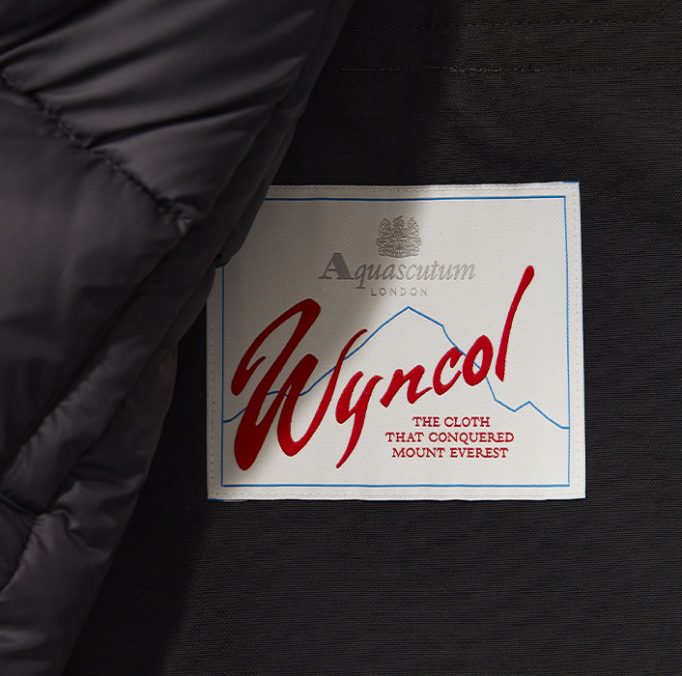 Aquascutum
LONDON
Wyncol
THE CLOTH
THAT CONQUERED
MOUNT EVEREST